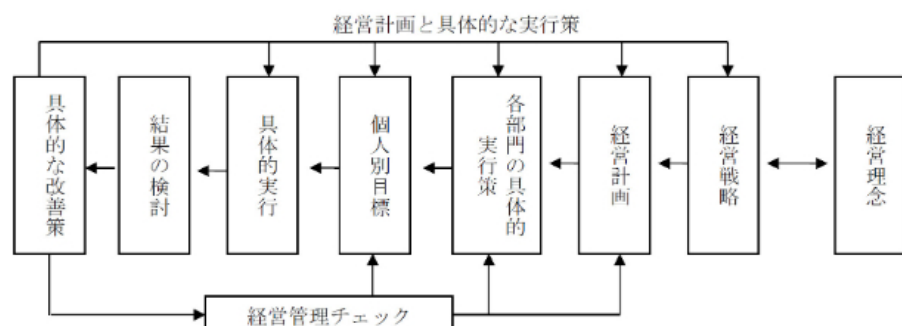 経営計画と具体的な実行策
経営理念
経営戦略
経営計画
各部門の具体的
実行策
個人別目標
具体的実行
結果の検討
具体的な改善策
経営管理チェック